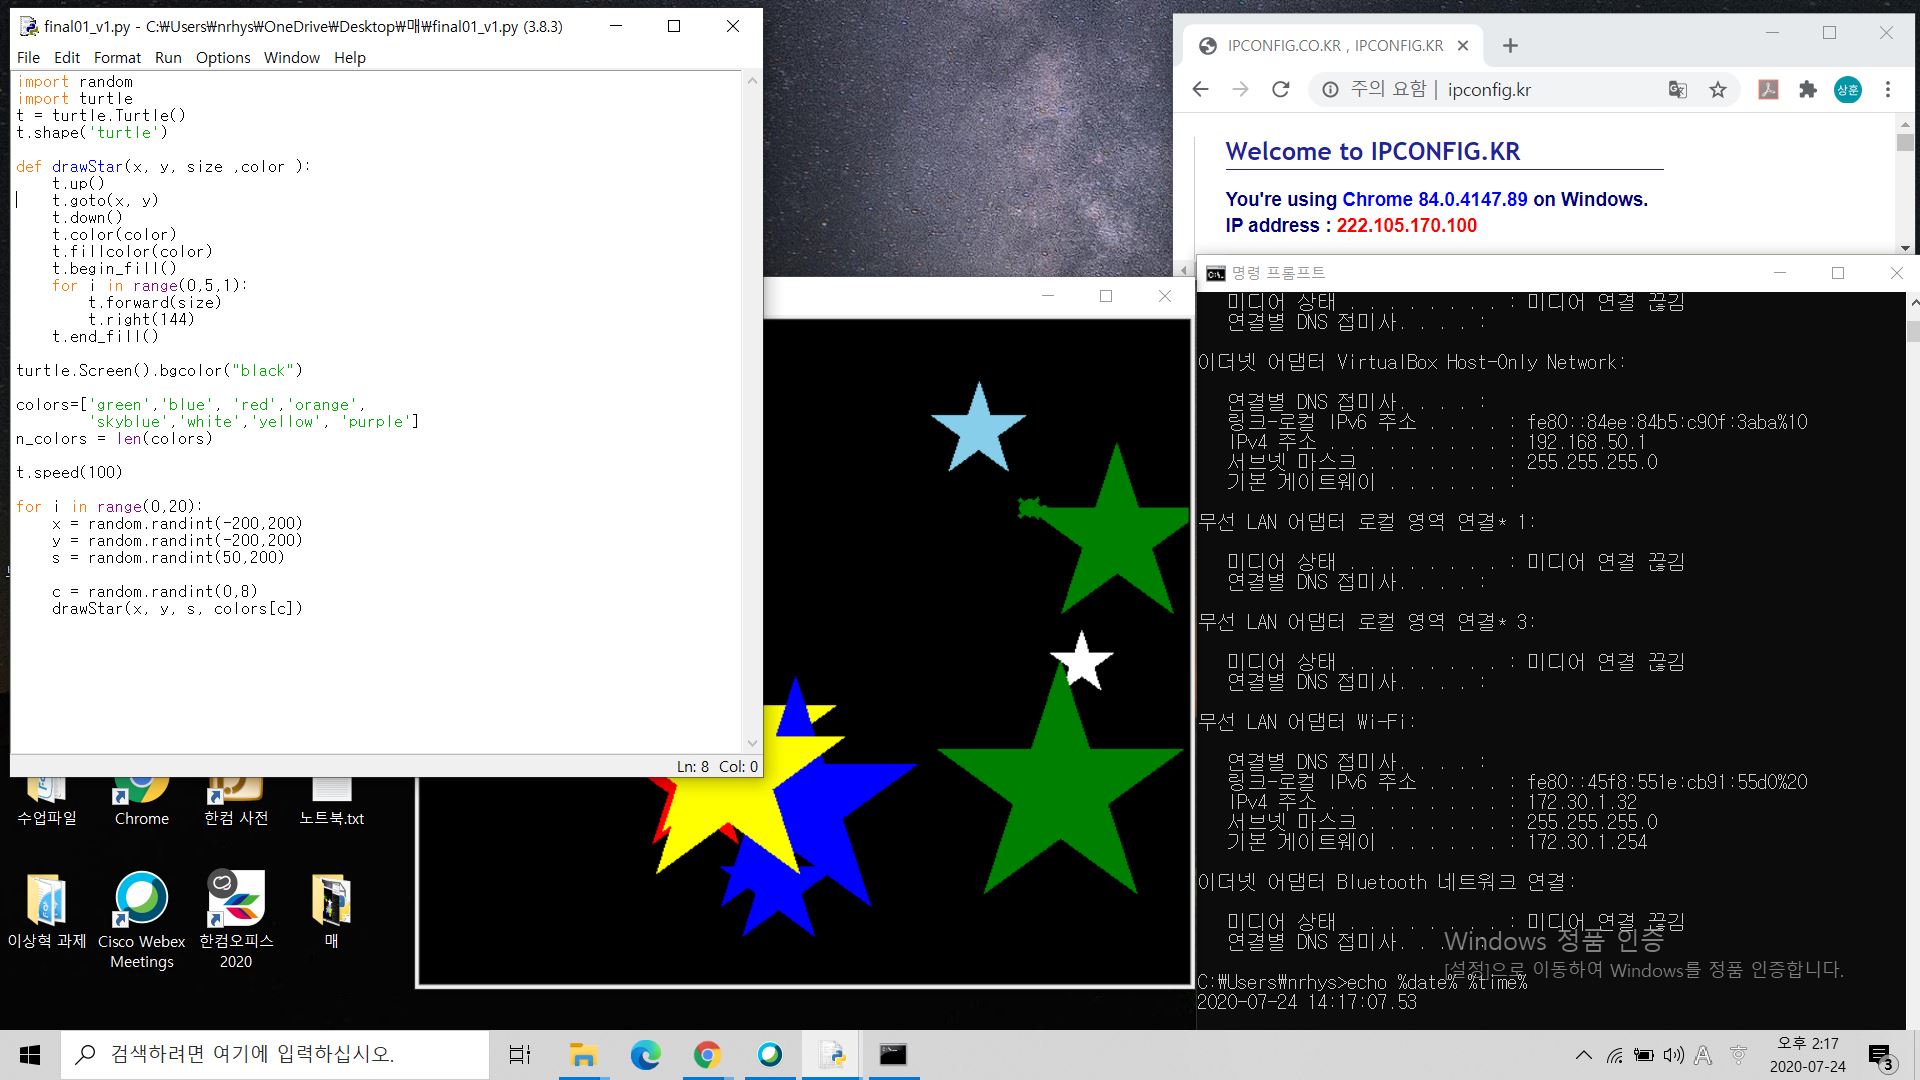 final01_v1.py - C:₩Users₩nrhys₩OneDrive₩Desktop₩매₩final01_v1.py (3.8.3)
File Edit Format Run Options Window Help
import random
import turtle
t = turtle.Turtle()
t.shape('turtle')
def drawStar(x, y, size ,color ):
t.up()
t.goto(x, y)
t.down()
t.color(color)
t.fillcolor(color)
t.begin_fill()
for i in range(0,5,1):
t.forward(size)
t.right(144)
t.end_fill()
turtle.Screen().bgcolor("black")
colors=['green','blue', 'red','orange',
'skyblue','white','yellow', 'purple']
n_colors = len(colors)
t.speed(100)
for i in range(0,20):
x = random.randint(-200,200)
y = random.randint(-200,200)
s = random.randint(50,200)
c = random.randint(0,8)
drawStar(x, y, s, colors[c])
Ln: 8 Col: 0
IPCONFIG.CO.KR , IPCONFIG.KR
주의 요함 | ipconfig.kr
상훈
Welcome to IPCONFIG.KR
You're using Chrome 84.0.4147.89 on Windows.
IP address : 222.105.170.100
명령 프롬프트
미디어 상태 . . . . . . . . : 미디어 연결 끊김
연결별 DNS 접미사. . . . :
이더넷 어댑터 VirtualBox Host-Only Network:
연결별 DNS 접미사. . . . :
링크-로컬 IPv6 주소 . . . . : fe80::84ee:84b5:c90f:3aba%10
IPv4 주소 . . . . . . . . . : 192.168.50.1
서브넷 마스크 . . . . . . . : 255.255.255.0
기본 게이트웨이 . . . . . . :
무선 LAN 어댑터 로컬 영역 연결* 1:
미디어 상태 . . . . . . . . : 미디어 연결 끊김
연결별 DNS 접미사. . . . :
무선 LAN 어댑터 로컬 영역 연결* 3:
미디어 상태 . . . . . . . . : 미디어 연결 끊김
연결별 DNS 접미사. . . . :
무선 LAN 어댑터 Wi-Fi:
연결별 DNS 접미사. . . . :
링크-로컬 IPv6 주소 . . . . : fe80::45f8:551e:cb91:55d0%20
IPv4 주소 . . . . . . . . . : 172.30.1.32
서브넷 마스크 . . . . . . . : 255.255.255.0
기본 게이트웨이 . . . . . . : 172.30.1.254
이더넷 어댑터 Bluetooth 네트워크 연결:
미디어 상태 . . . . . . . . : 미디어 연결 끊김
연결별 DNS 접미사. . .
Windows 정품 인증
[설정]으로 이동하여 Windows를 정품 인증합니다.
C:₩Users₩nrhys>echo %date% %time%
2020-07-24 14:17:07.53
수업파일 Chrome 한컴 사전 노트북.txt
이상혁 과제 Cisco Webex Meetings 한컴오피스 2020 매
검색하려면 여기에 입력하십시오.
A
오후 2:17
2020-07-24
3